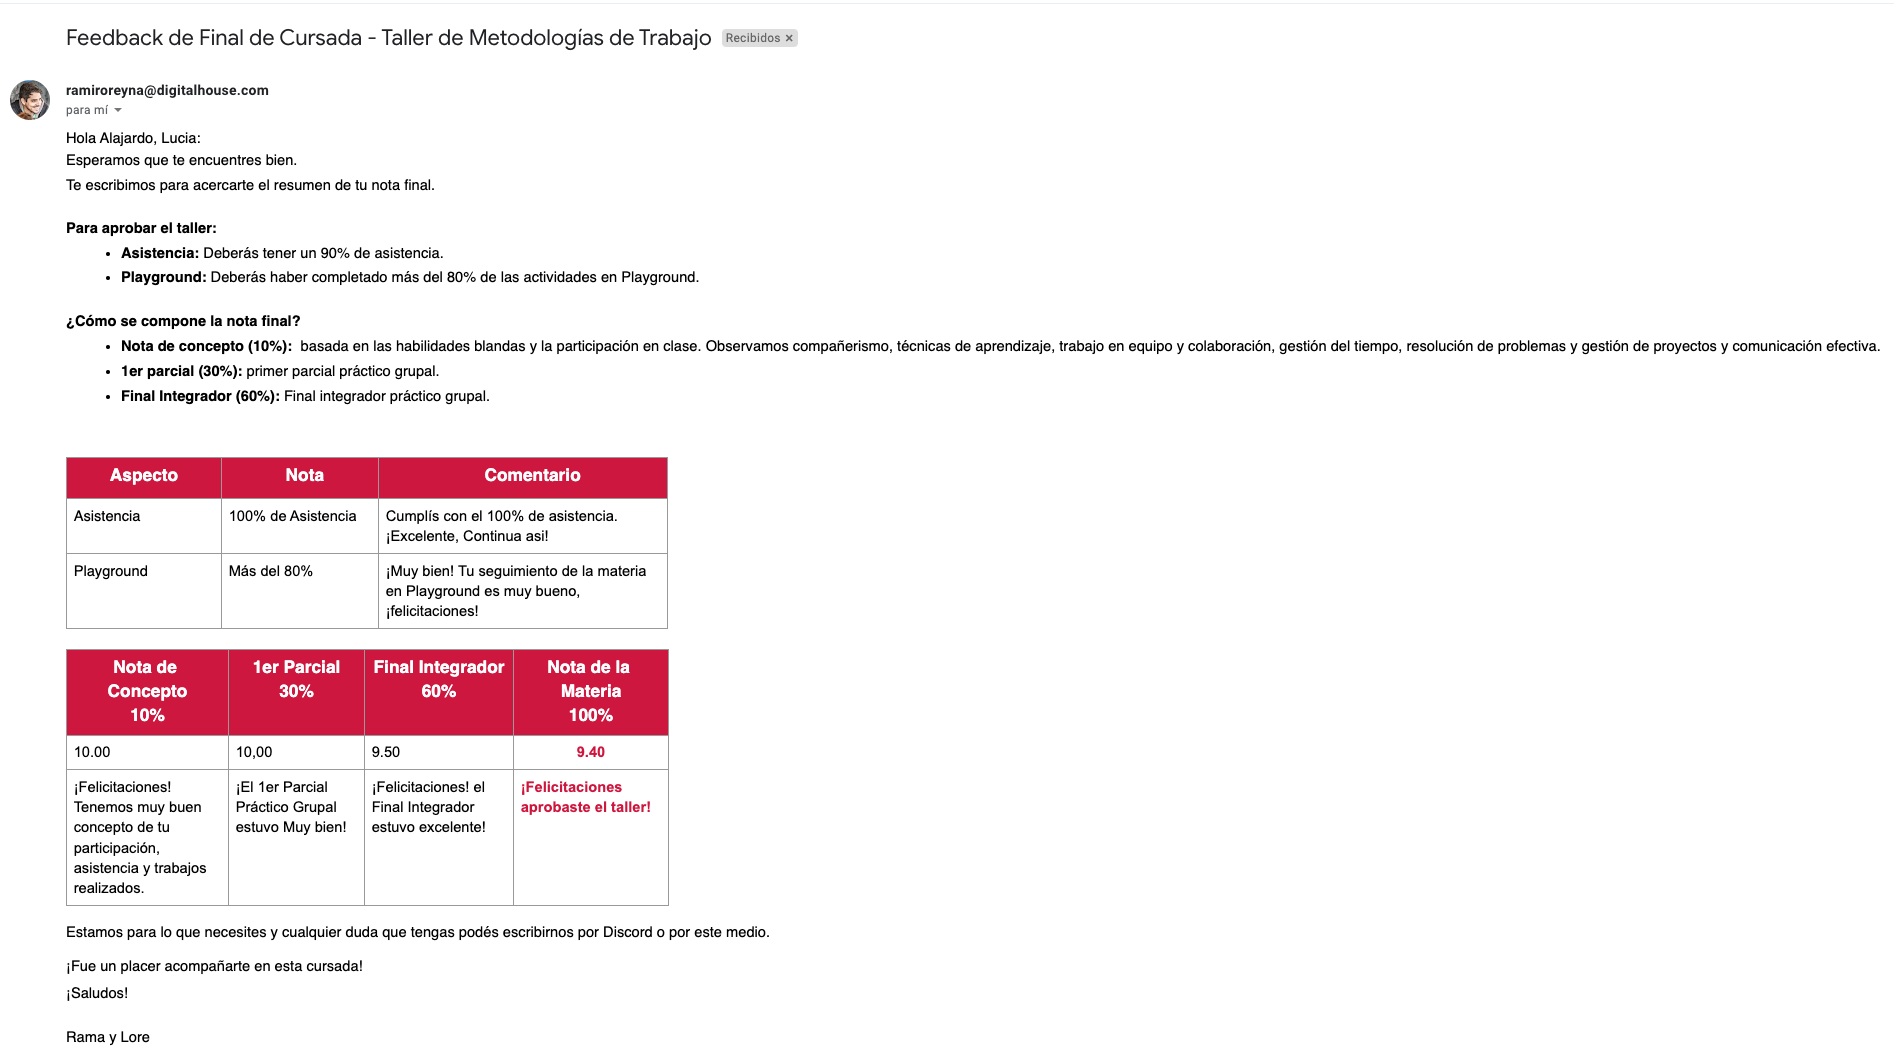 Feedback de Final de Cursada - Taller de Metodologías de Trabajo Recibidos ×
ramiroreyna@digitalhouse.com
para mí
Hola Alajardo, Lucia:
Esperamos que te encuentres bien.
Te escribimos para acercarte el resumen de tu nota final.
Para aprobar el taller:
• Asistencia: Deberás tener un 90% de asistencia.
• Playground: Deberás haber completado más del 80% de las actividades en Playground.
¿Cómo se compone la nota final?
• Nota de concepto (10%): basada en las habilidades blandas y la participación en clase. Observamos compañerismo, técnicas de aprendizaje, trabajo en equipo y colaboración, gestión del tiempo, resolución de problemas y gestión de proyectos y comunicación efectiva.
• 1er parcial (30%): primer parcial práctico grupal.
• Final Integrador (60%): Final integrador práctico grupal.
Aspecto Nota Comentario
Asistencia 100% de Asistencia Cumplís con el 100% de asistencia.
¡Excelente, Continua asi!
Playground Más del 80% ¡Muy bien! Tu seguimiento de la materia
en Playground es muy bueno,
¡felicitaciones!
Nota de
Concepto
10%
1er Parcial
30%
Final Integrador
60%
Nota de la
Materia
100%
10.00 10,00 9.50 9.40
¡Felicitaciones!
Tenemos muy buen
concepto de tu
participación,
asistencia y trabajos
realizados.
¡El 1er Parcial
Práctico Grupal
estuvo Muy bien!
¡Felicitaciones! el
Final Integrador
estuvo excelente!
¡Felicitaciones
aprobaste el taller!
Estamos para lo que necesites y cualquier duda que tengas podés escribirnos por Discord o por este medio.
¡Fue un placer acompañarte en esta cursada!
¡Saludos!
Rama y Lore